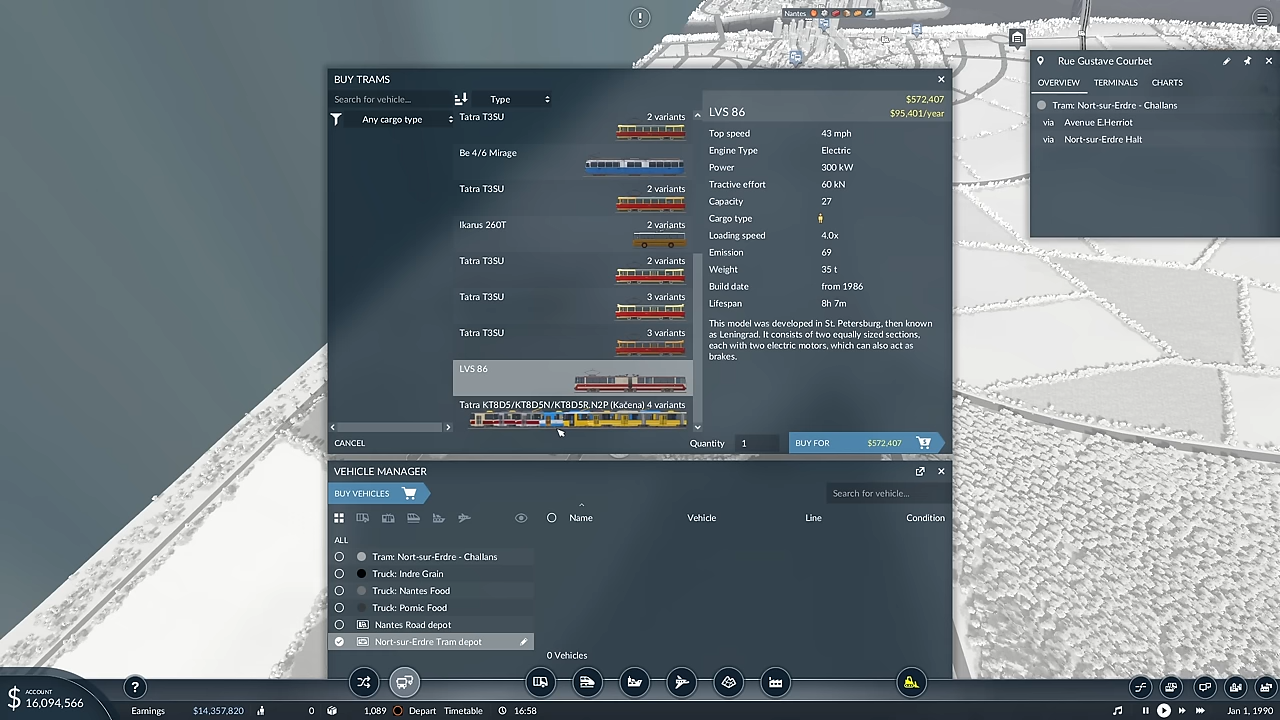 Nantes
Rue Gustave Courbet
OVERVIEW TERMINALS CHARTS
Tram: Nort-sur-Erdre - Challans
via Avenue E.Herriot
via Nort-sur-Erdre Halt
BUY TRAMS
Search for vehicle...
Type
Any cargo type
Tatra T3SU 2 variants
Be 4/6 Mirage
Tatra T3SU 2 variants
Ikarus 260T 2 variants
Tatra T3SU 2 variants
Tatra T3SU 3 variants
Tatra T3SU 3 variants
LVS 86
Tatra KT8D5/KT8D5N/KT8D5R.N2P (Kačena) 4 variants
$572,407
LVS 86 $95,401/year
Top speed 43 mph
Engine Type Electric
Power 300 kW
Tractive effort 60 kN
Capacity 27
Cargo type
Loading speed 4.0x
Emission 69
Weight 35 t
Build date from 1986
Lifespan 8h 7m
This model was developed in St. Petersburg, then known
as Leningrad. It consists of two equally sized sections,
each with two electric motors, which can also act as
brakes.
CANCEL
Quantity 1
BUY FOR $572,407
VEHICLE MANAGER
BUY VEHICLES
Search for vehicle...
Name Vehicle Line Condition
ALL
Tram: Nort-sur-Erdre - Challans
Truck: Indre Grain
Truck: Nantes Food
Truck: Pornic Food
Nantes Road depot
Nort-sur-Erdre Tram depot
0 Vehicles
$ ACCOUNT
16,094,566
?
Earnings $14,357,820 0 1,089 Depart Timetable 16:58
Jan 1, 1990